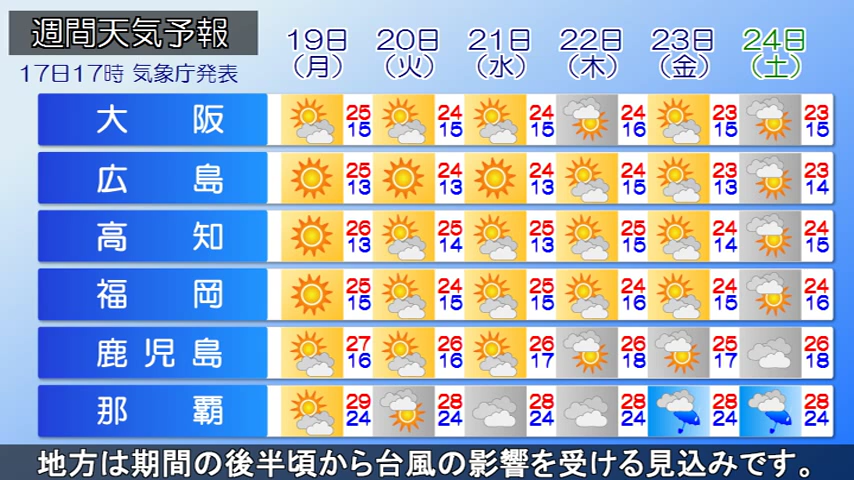 週間天気予報
17日17時 気象庁発表
19日 20日 21日 22日 23日 24日
(月) (火) (水) (木) (金) (土)
大阪 25 15 24 15 24 15 24 16 23 15 23 15
広島 25 13 24 13 24 13 24 15 23 13 23 14
高知 26 13 25 14 25 13 25 15 24 14 24 15
福岡 25 15 24 15 25 15 24 16 24 15 24 16
鹿児島 27 16 26 16 26 17 26 18 25 17 26 18
那覇 29 24 28 24 28 24 28 24 28 24 28 24
地方は期間の後半頃から台風の影響を受ける見込みです。